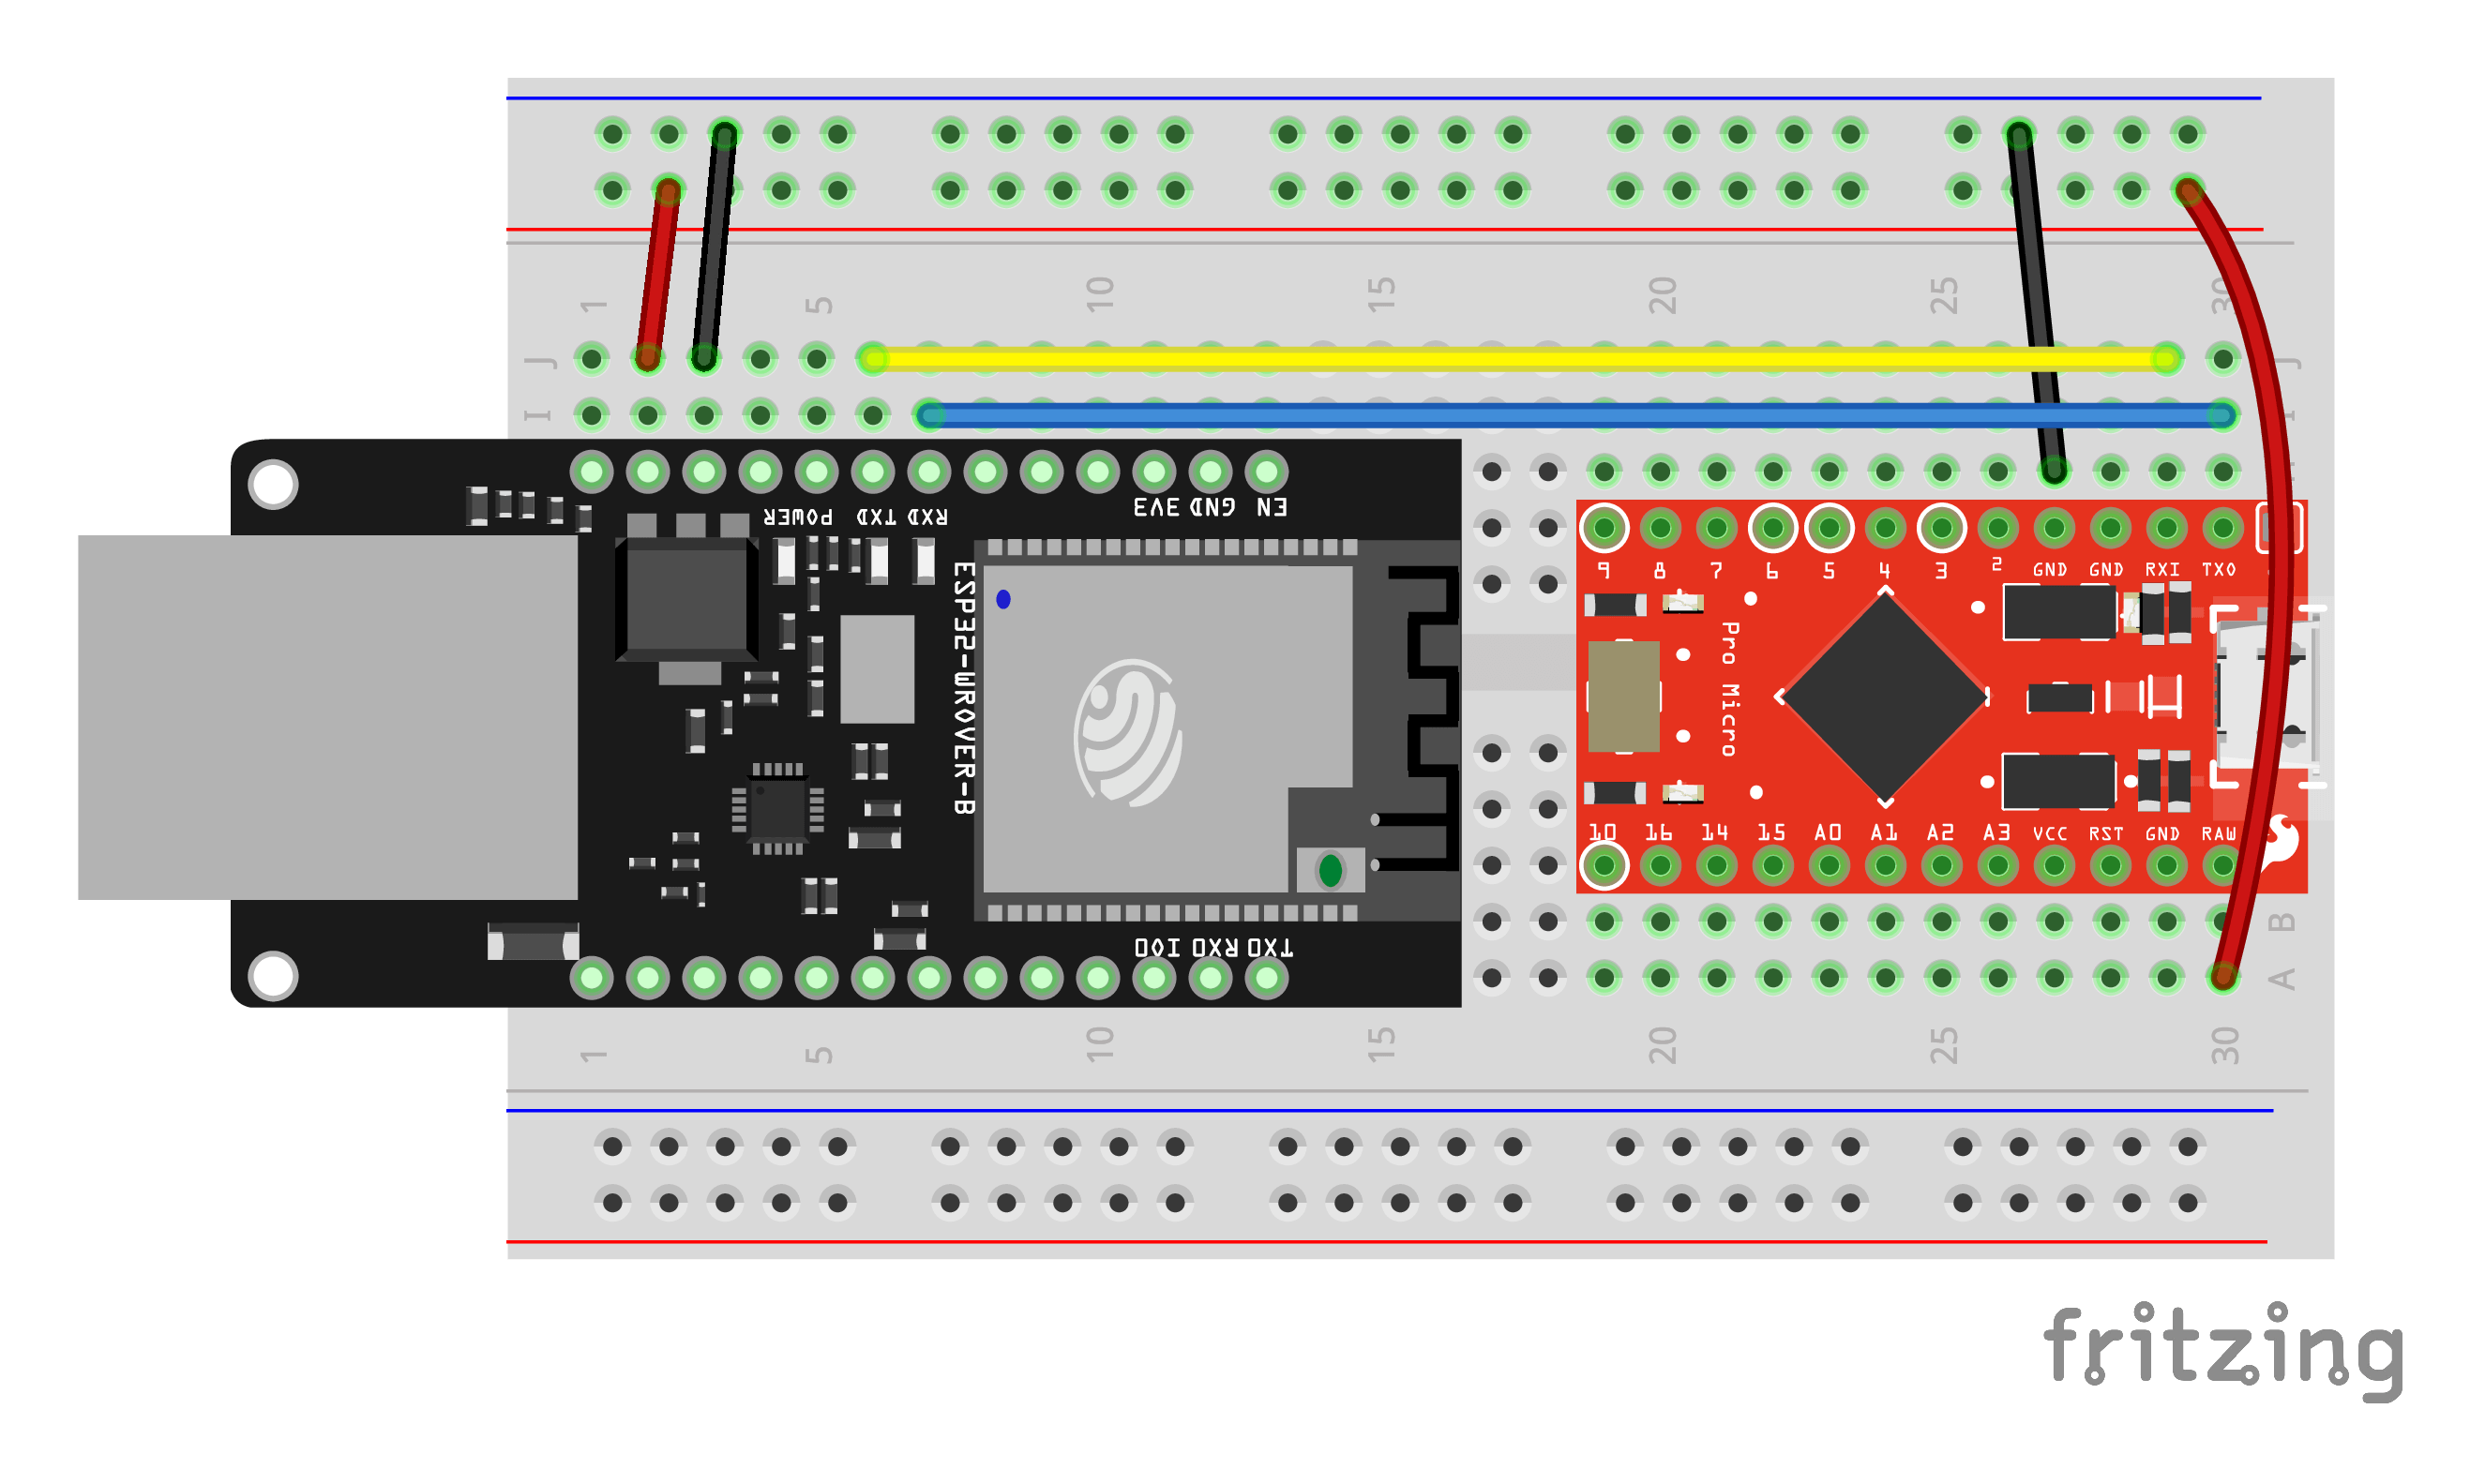 1 5 10 15 20 25 30
J J
I I
3V3 GND EN
POWER TXD RXD
ESP32-WROVER-B
IO0 RXD TXD
9 8 7 6 5 4 3 2 GND GND RXI TXO
Pro Micro
10 16 14 15 A0 A1 A2 A3 VCC RST GND RAW
B
A
1 5 10 15 20 25 30
fritzing